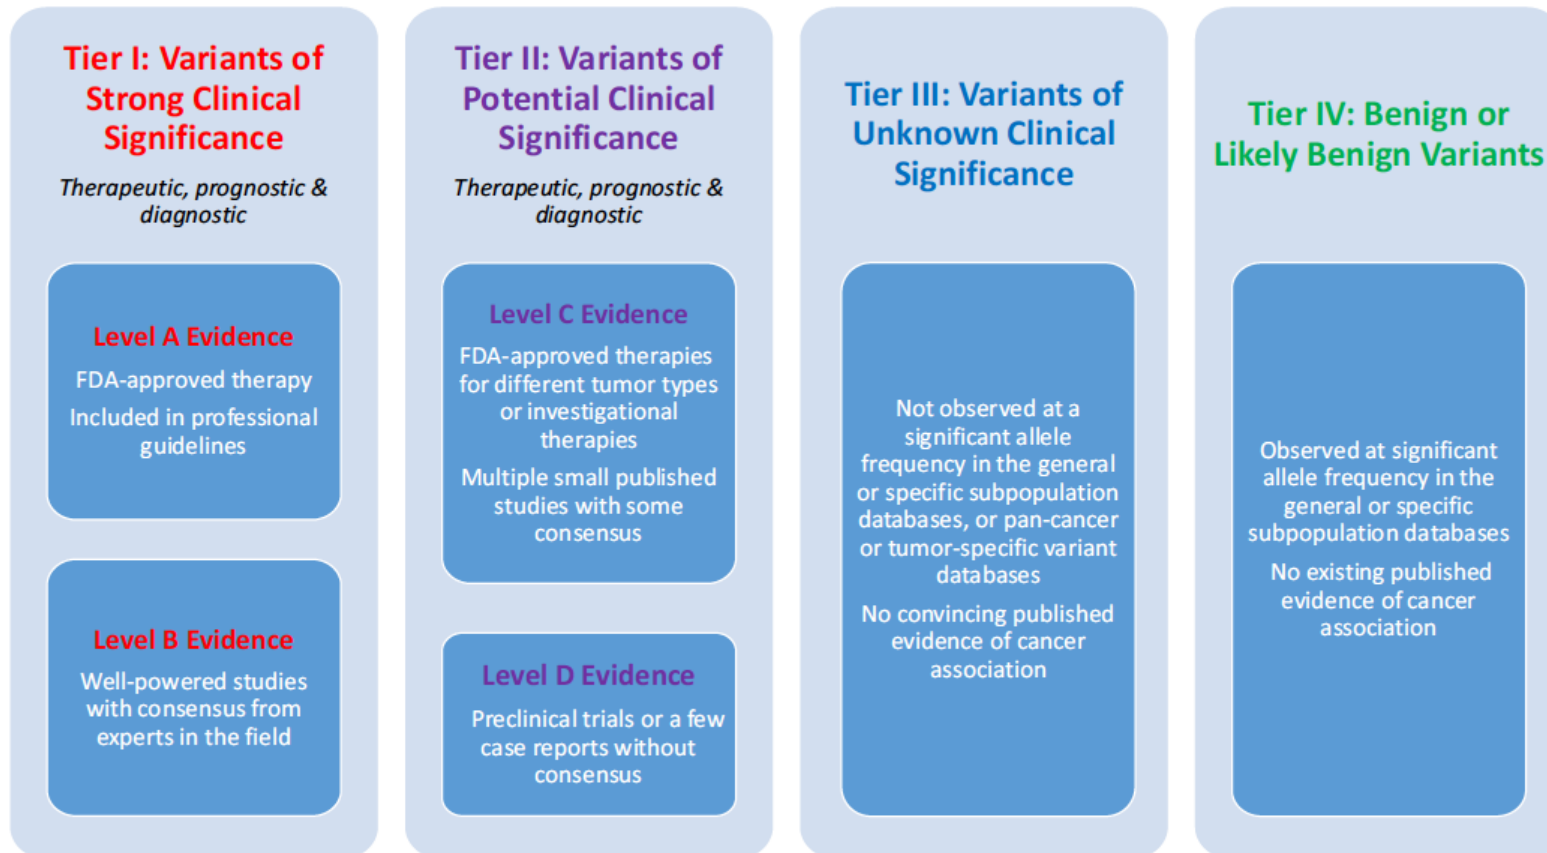 Tier I: Variants of
Strong Clinical
Significance
Therapeutic, prognostic &
diagnostic
Level A Evidence
FDA-approved therapy
Included in professional
guidelines
Level B Evidence
Well-powered studies
with consensus from
experts in the field
Tier II: Variants of
Potential Clinical
Significance
Therapeutic, prognostic &
diagnostic
Level C Evidence
FDA-approved therapies
for different tumor types
or investigational
therapies
Multiple small published
studies with some
consensus
Level D Evidence
Preclinical trials or a few
case reports without
consensus
Tier III: Variants of
Unknown Clinical
Significance
Not observed at a
significant allele
frequency in the general
or specific subpopulation
databases, or pan-cancer
or tumor-specific variant
databases
No convincing published
evidence of cancer
association
Tier IV: Benign or
Likely Benign Variants
Observed at significant
allele frequency in the
general or specific
subpopulation databases
No existing published
evidence of cancer
association